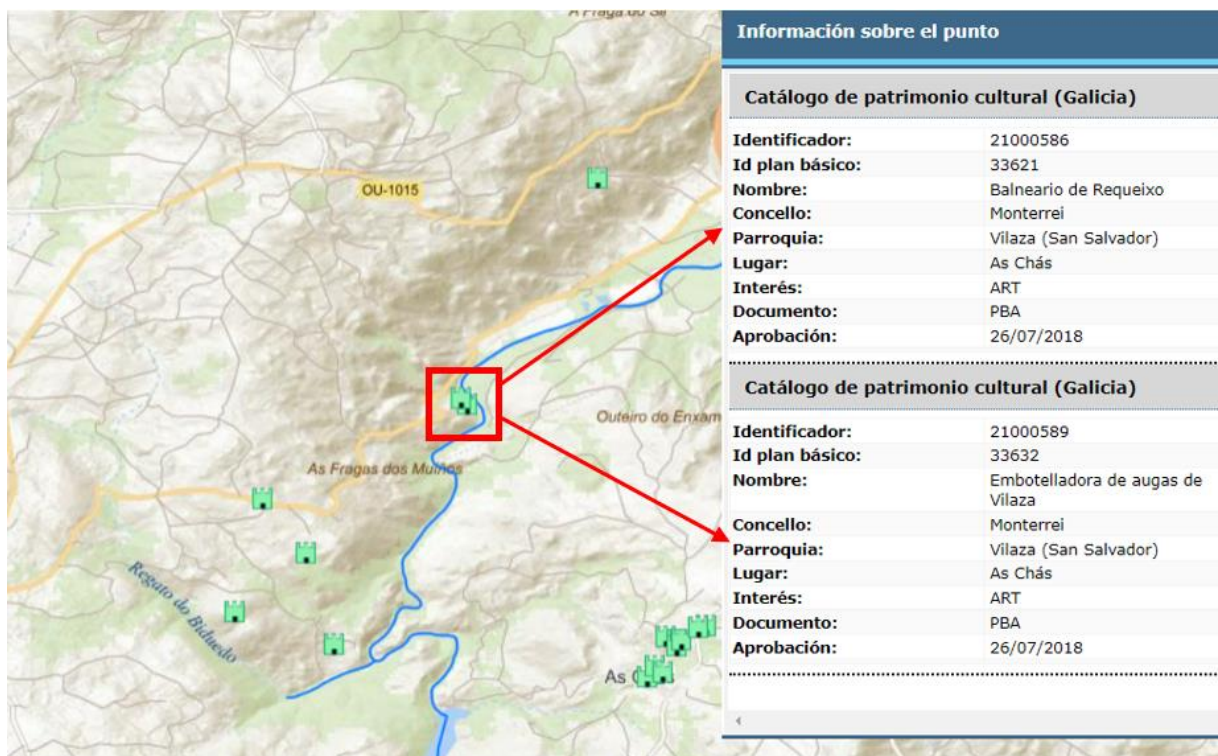 A Fraga do Sil
OU-1015
Outeiro do Enxam
As Fragas dos Muíños
Regato do Biduedo
As
Información sobre el punto
Catálogo de patrimonio cultural (Galicia)
Identificador: 21000586
Id plan básico: 33621
Nombre: Balneario de Requeixo
Concello: Monterrei
Parroquia: Vilaza (San Salvador)
Lugar: As Chás
Interés: ART
Documento: PBA
Aprobación: 26/07/2018
Catálogo de patrimonio cultural (Galicia)
Identificador: 21000589
Id plan básico: 33632
Nombre: Embotelladora de augas de
Vilaza
Concello: Monterrei
Parroquia: Vilaza (San Salvador)
Lugar: As Chás
Interés: ART
Documento: PBA
Aprobación: 26/07/2018